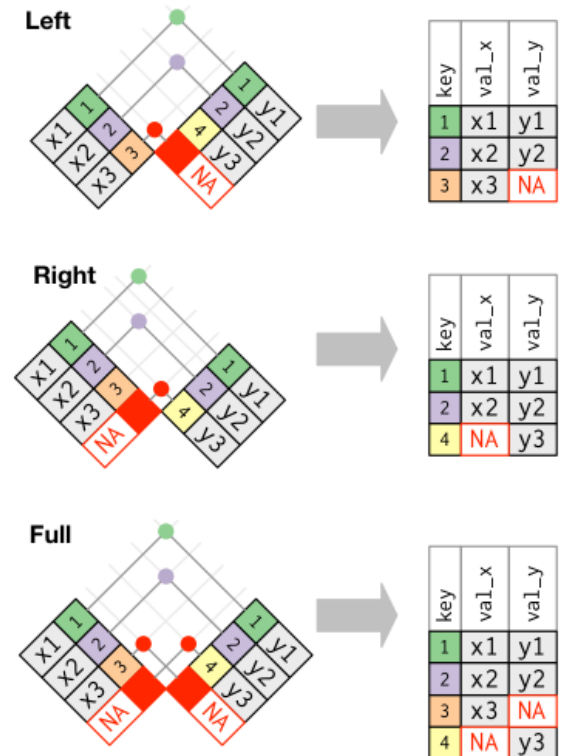 Left
1 1
x1 2 2 y1
x2 3 4 y2
x3 y3
NA
key val_x val_y
1 x1 y1
2 x2 y2
3 x3 NA
Right
1 1
x1 2 2 y1
x2 3 4 y2
x3 y3
NA
key val_x val_y
1 x1 y1
2 x2 y2
4 NA y3
Full
1 1
x1 2 2 y1
x2 3 4 y2
x3 y3
NA NA
key val_x val_y
1 x1 y1
2 x2 y2
3 x3 NA
4 NA y3